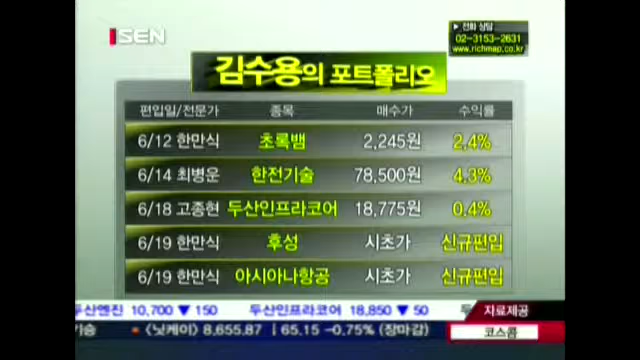 iSEN
▶ 전화 상담
02-3153-2631
www.richmap.co.kr
김수용의 포트폴리오
편입일/전문가 종목 매수가 수익률
6/12 한만식 초록뱀 2,245원 2,4%
6/14 최병운 한전기술 78,500원 4,3%
6/18 고종현 두산인프라코어 18,775원 0,4%
6/19 한만식 후성 시초가 신규편입
6/19 한만식 아시아나항공 시초가 신규편입
두산엔진 10,700 ▼ 150 두산인프라코어 18,850 ▼ 50 두
자료제공
기증 ■ <닛케이> 8,655.87 | 65.15 -0.75% (장마감)
코스콤